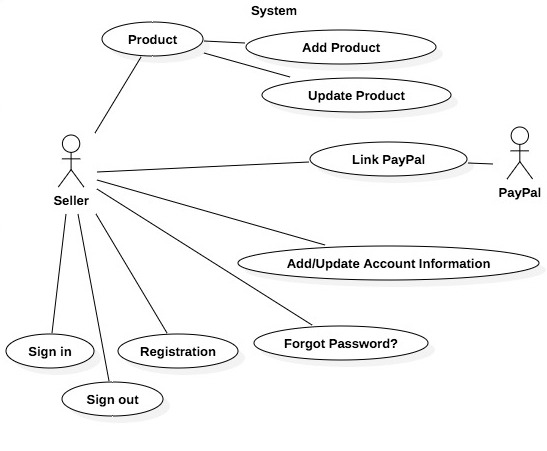 System
Product
Add Product
Update Product
Link PayPal
PayPal
Seller
Add/Update Account Information
Forgot Password?
Sign in
Registration
Sign out